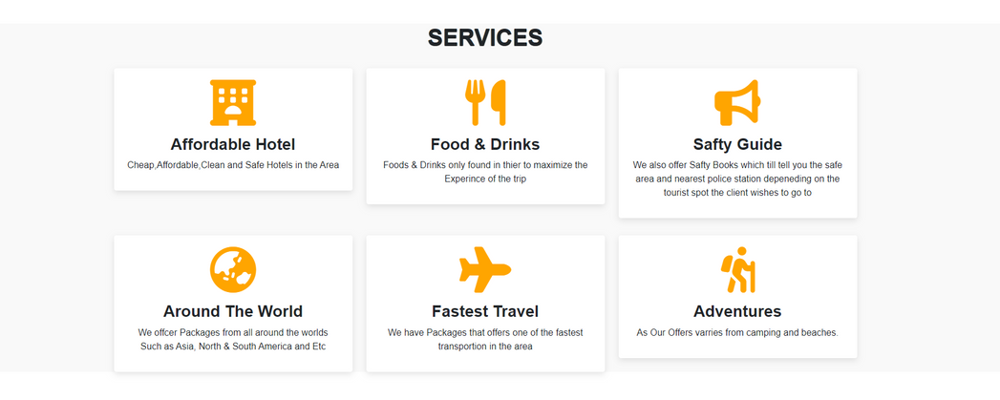 SERVICES
Affordable Hotel
Cheap,Affordable,Clean and Safe Hotels in the Area
Food & Drinks
Foods & Drinks only found in thier to maximize the
Experince of the trip
Safty Guide
We also offer Safty Books which till tell you the safe
area and nearest police station depeneding on the
tourist spot the client wishes to go to
Around The World
We offcer Packages from all around the worlds
Such as Asia, North & South America and Etc
Fastest Travel
We have Packages that offers one of the fastest
transportion in the area
Adventures
As Our Offers varries from camping and beaches.